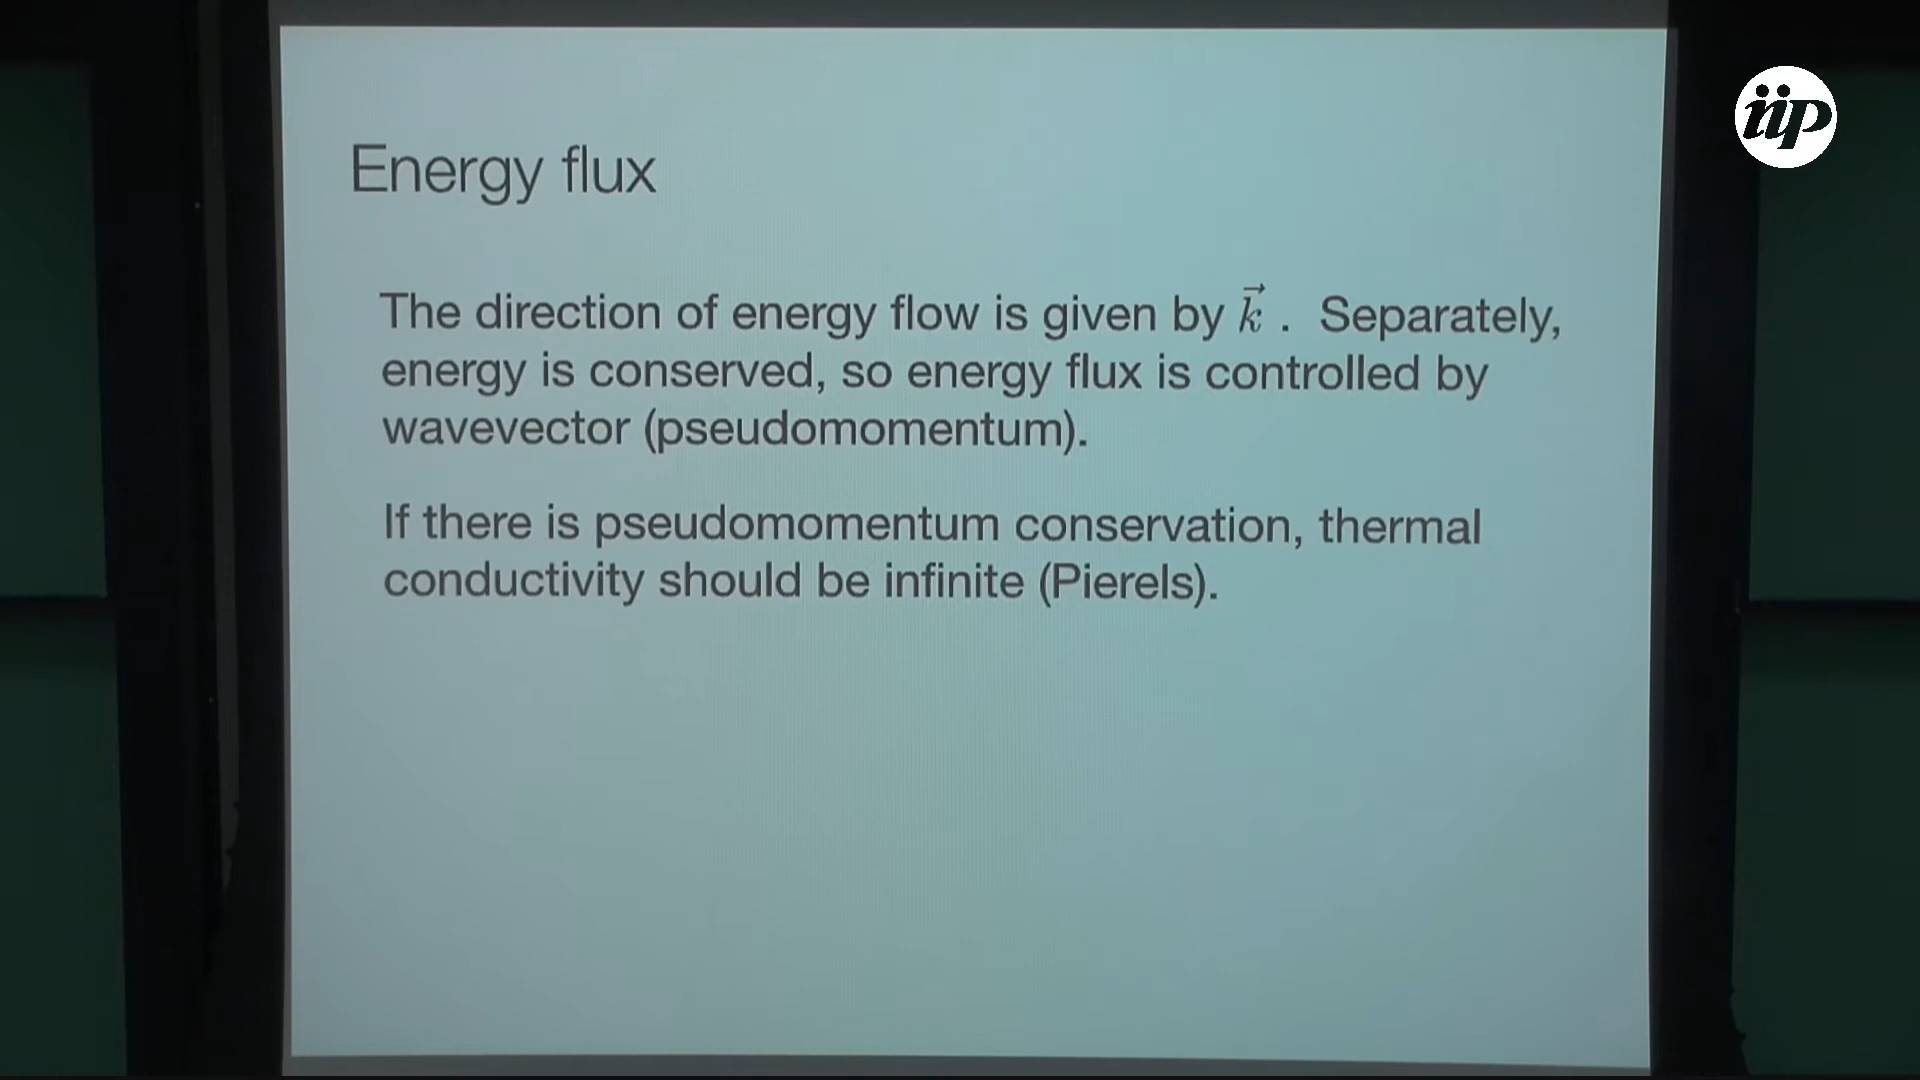 iip
Energy flux
The direction of energy flow is given by \vec{k} . Separately,
energy is conserved, so energy flux is controlled by
wavevector (pseudomomentum).
If there is pseudomomentum conservation, thermal
conductivity should be infinite (Pierels).